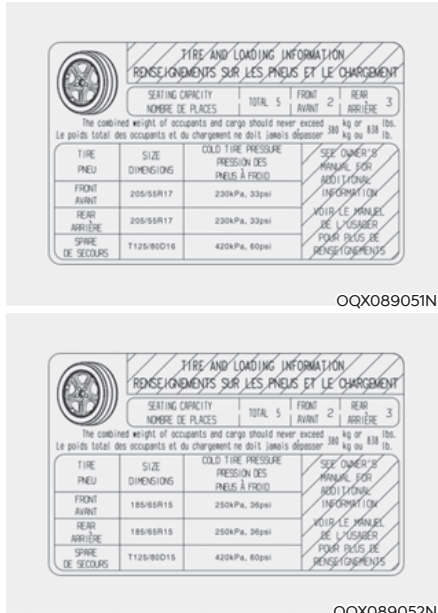 TIRE AND LOADING INFORMATION
RENSEIGNEMENTS SUR LES PNEUS ET LE CHARGEMENT
SEATING CAPACITY
NOMBRE DE PLACES
TOTAL 5
FRONT
AVANT
2
REAR
ARRIÈRE
3
The combined weight of occupants and cargo should never exceed 380 kg or 838 lbs.
Le poids total des occupants et du chargement ne doit jamais dépasser 380 kg ou 838 lb.
TIRE
PNEU
SIZE
DIMENSIONS
COLD TIRE PRESSURE
PRESSION DES
PNEUS À FROID
SEE OWNER'S
MANUAL FOR
ADDITIONAL
INFORMATION
FRONT
AVANT
205/55R17
230kPa, 33psi
REAR
ARRIÈRE
205/55R17
230kPa, 33psi
VOIR LE MANUEL
DE L'USAGER
POUR PLUS DE
RENSEIGNEMENTS
SPARE
DE SECOURS
T125/80D16
420kPa, 60psi
OQX089051N
TIRE AND LOADING INFORMATION
RENSEIGNEMENTS SUR LES PNEUS ET LE CHARGEMENT
SEATING CAPACITY
NOMBRE DE PLACES
TOTAL 5
FRONT
AVANT
2
REAR
ARRIÈRE
3
The combined weight of occupants and cargo should never exceed 380 kg or 838 lbs.
Le poids total des occupants et du chargement ne doit jamais dépasser 380 kg ou 838 lb.
TIRE
PNEU
SIZE
DIMENSIONS
COLD TIRE PRESSURE
PRESSION DES
PNEUS À FROID
SEE OWNER'S
MANUAL FOR
ADDITIONAL
INFORMATION
FRONT
AVANT
185/65R15
250kPa, 36psi
REAR
ARRIÈRE
185/65R15
250kPa, 36psi
VOIR LE MANUEL
DE L'USAGER
POUR PLUS DE
RENSEIGNEMENTS
SPARE
DE SECOURS
T125/80D15
420kPa, 60psi
OQX089052N